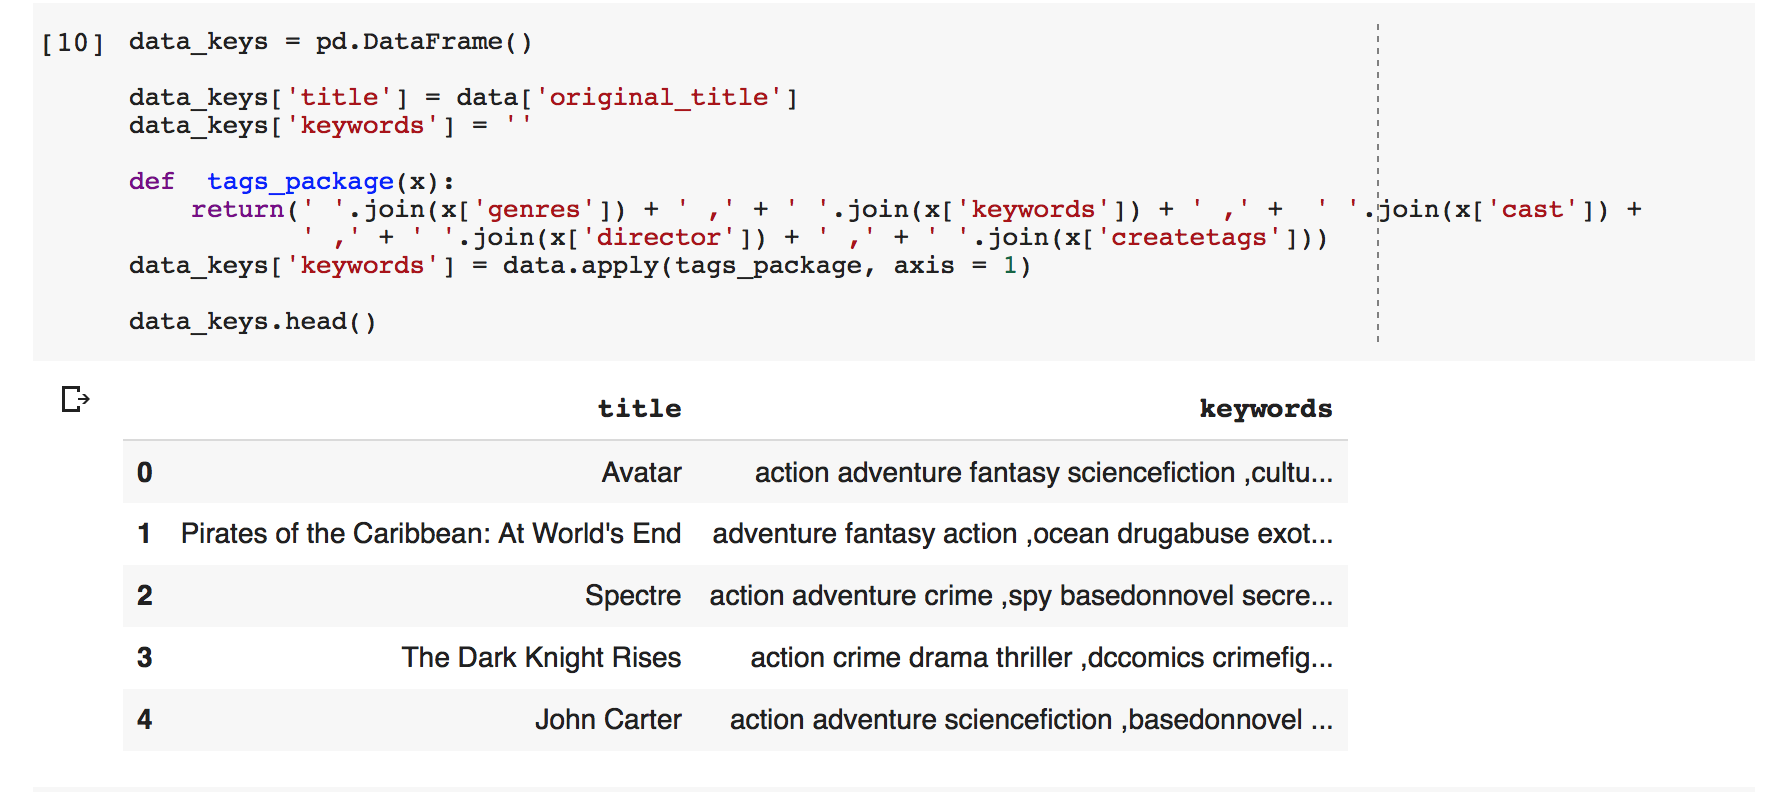 [10] data_keys = pd.DataFrame()
data_keys['title'] = data['original_title']
data_keys['keywords'] = ''
def  tags_package(x):
    return(' '.join(x['genres']) + ' ,' + ' '.join(x['keywords']) + ' ,' +  ' '.join(x['cast']) +
           ' ,' + ' '.join(x['director']) + ' ,' + ' '.join(x['createtags']))
data_keys['keywords'] = data.apply(tags_package, axis = 1)
data_keys.head()
title keywords
0 Avatar action adventure fantasy sciencefiction ,cultu...
1 Pirates of the Caribbean: At World's End adventure fantasy action ,ocean drugabuse exot...
2 Spectre action adventure crime ,spy basedonnovel secre...
3 The Dark Knight Rises action crime drama thriller ,dccomics crimefig...
4 John Carter action adventure sciencefiction ,basedonnovel ...